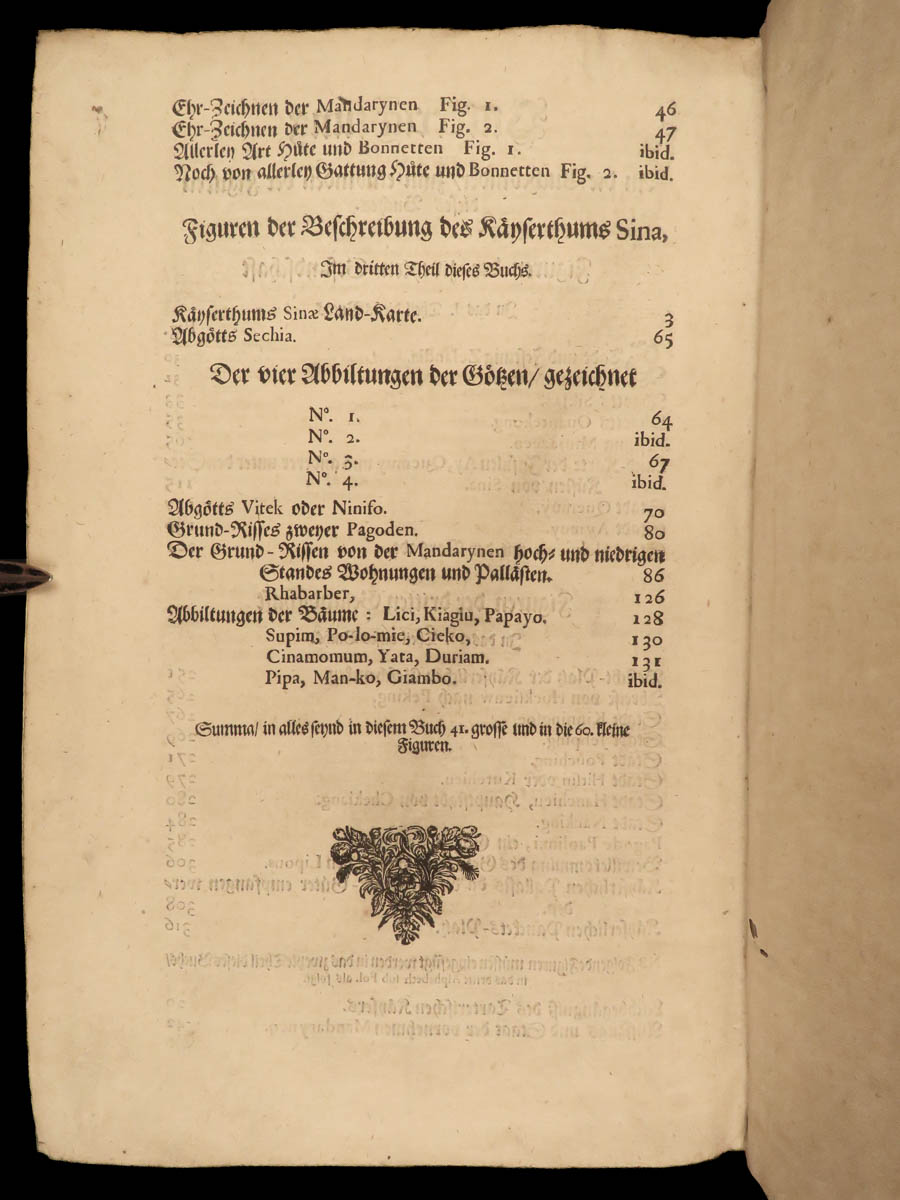 Ehr-Zeichnen der Mandarynen Fig. 1. 46
Ehr-Zeichnen der Mandarynen Fig. 2. 47
Allerley Art Hüte und Bonnetten Fig. 1. ibid.
Noch von allerley Gattung Hüte und Bonnetten Fig. 2. ibid.
Figuren der Beschreibung des Käyserthums Sina,
Im dritten Theil dieses Buchs.
Käyserthums Sinæ Land-Karte. 3
Abgötts Sechia. 65
Der vier Abbiltungen der Götzen/ gezeichnet
N°. 1. 64
N°. 2. ibid.
N°. 3. 67
N°. 4. ibid.
Abgötts Vitek oder Ninifo. 70
Grund-Risses zweyer Pagoden. 80
Der Grund-Rissen von der Mandarynen hoch- und niedrigen
Standes Wohnungen und Pallästen. 86
Rhabarber, 126
Abbiltungen der Bäume: Lici, Kiagiu, Papayo. 128
Supim, Po-lo-mie, Cieko, 130
Cinamomum, Yata, Duriam. 131
Pipa, Man-ko, Giambo. ibid.
Summa/ in alles seynd in diesem Buch 41. grosse und in die 60. kleine
Figuren.